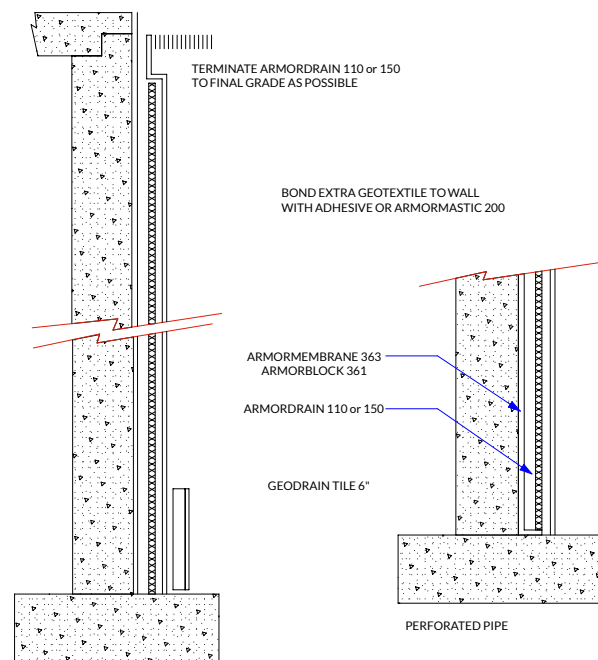 TERMINATE ARMORDRAIN 110 or 150
TO FINAL GRADE AS POSSIBLE
BOND EXTRA GEOTEXTILE TO WALL
WITH ADHESIVE OR ARMORMASTIC 200
ARMORMEMBRANE 363
ARMORBLOCK 361
ARMORDRAIN 110 or 150
GEODRAIN TILE 6"
PERFORATED PIPE